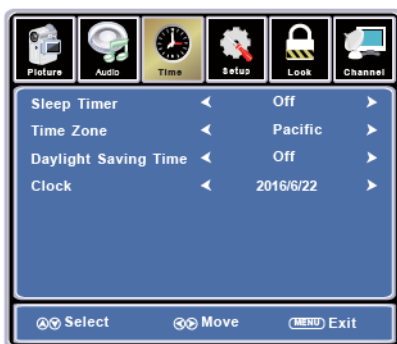 Picture Audio Time Setup Look Channel
Sleep Timer Off
Time Zone Pacific
Daylight Saving Time Off
Clock 2016/6/22
Select Move MENU Exit